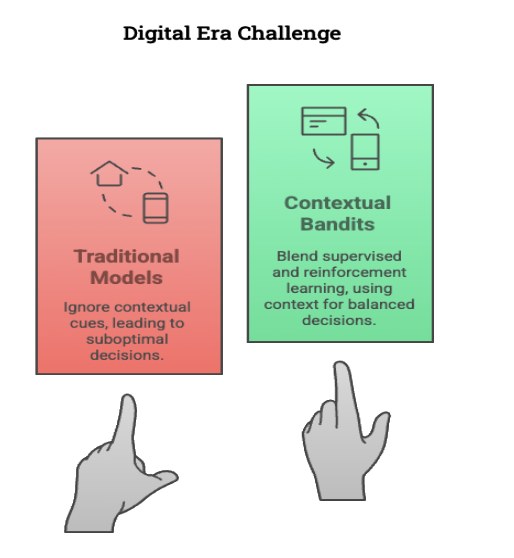 Digital Era Challenge
Traditional
Models
Ignore contextual
cues, leading to
suboptimal
decisions.
Contextual
Bandits
Blend supervised
and reinforcement
learning, using
context for balanced
decisions.